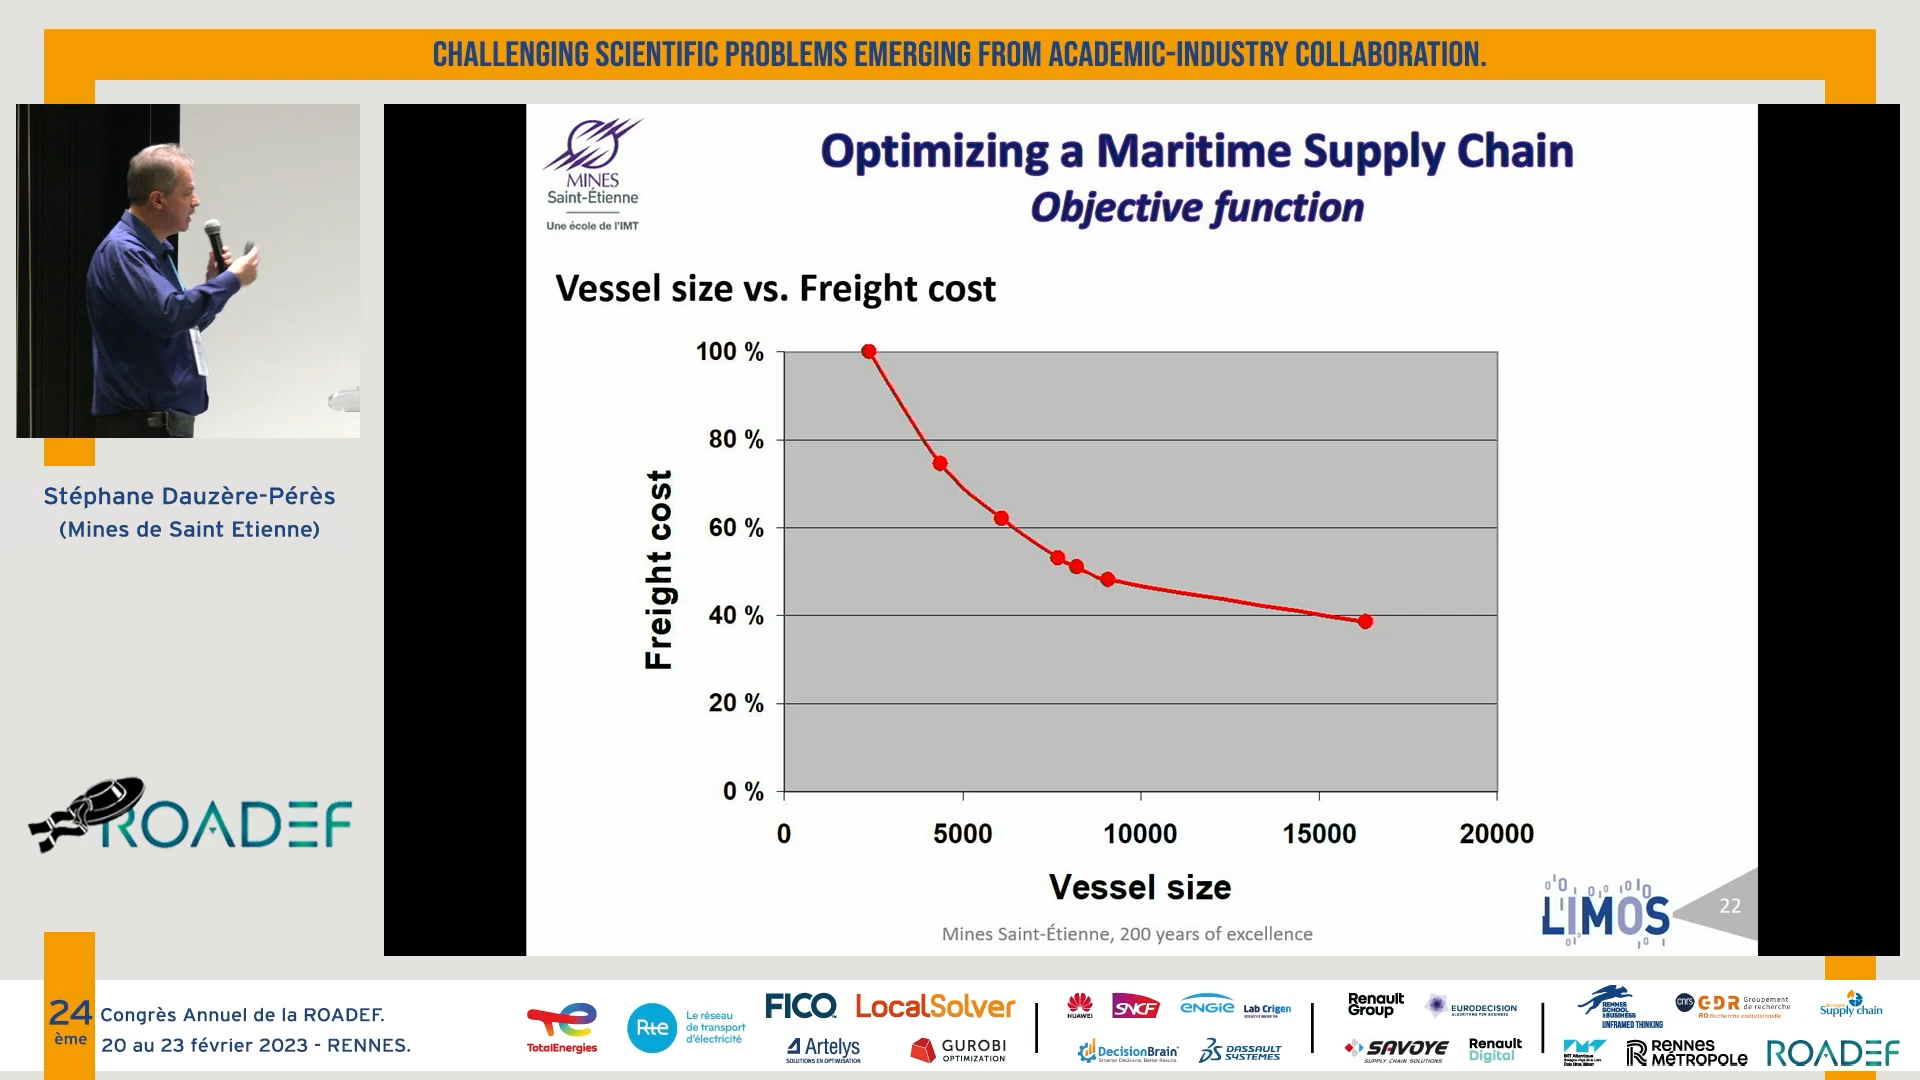 CHALLENGING SCIENTIFIC PROBLEMS EMERGING FROM ACADEMIC-INDUSTRY COLLABORATION.
MINES
Saint-Étienne
Une école de l'IMT
Optimizing a Maritime Supply Chain
Objective function
Vessel size vs. Freight cost
100 %
80 %
60 %
40 %
20 %
0 %
Freight cost
0 5000 10000 15000 20000
Vessel size
Mines Saint-Étienne, 200 years of excellence
LIMOS
22
Stéphane Dauzère-Pérès
(Mines de Saint Etienne)
ROADEF
24
ème
Congrès Annuel de la ROADEF.
20 au 23 février 2023 - RENNES.
TotalEnergies
Rte
Le réseau
de transport
d'électricité
FICO
LocalSolver
Artelys
SOLUTIONS EN OPTIMISATION
GUROBI
OPTIMIZATION
HUAWEI
SNCF
ENGIE
Lab Crigen
DecisionBrain
DASSAULT
SYSTEMES
Renault
Group
EURODECISION
SAVOYE
SUPPLY CHAIN SOLUTIONS
Renault
Digital
RENNES
SCHOOL
OF BUSINESS
UNFRAMED THINKING
cnrs
GDR
Groupement
de recherche
RO Recherche opérationnelle
Supply chain
IMT Atlantique
RENNES
MÉTROPOLE
ROADEF